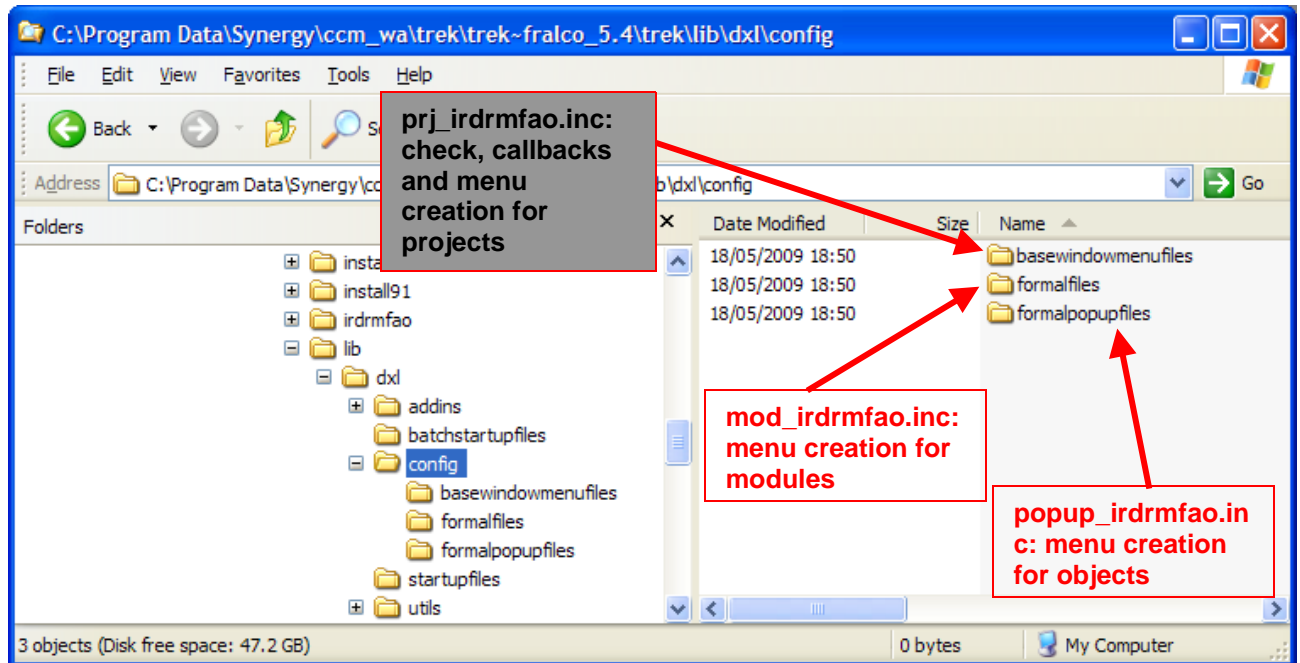 C:\Program Data\Synergy\ccm_wa\trek\trek~fralco_5.4\trek\lib\dxl\config
File Edit View Favorites Tools Help
Back S
prj_irdrmfao.inc:
check, callbacks
and menu
creation for
projects
Address C:\Program Data\Synergy\cc b\dxl\config Go
Folders
Date Modified Size Name
18/05/2009 18:50 basewindowmenufiles
18/05/2009 18:50 formalfiles
18/05/2009 18:50 formalpopupfiles
insta
install91
irdrmfao
lib
dxl
addins
batchstartupfiles
config
basewindowmenufiles
formalfiles
formalpopupfiles
startupfiles
utils
mod_irdrmfao.inc:
menu creation for
modules
popup_irdrmfao.in
c: menu creation
for objects
3 objects (Disk free space: 47.2 GB) 0 bytes My Computer